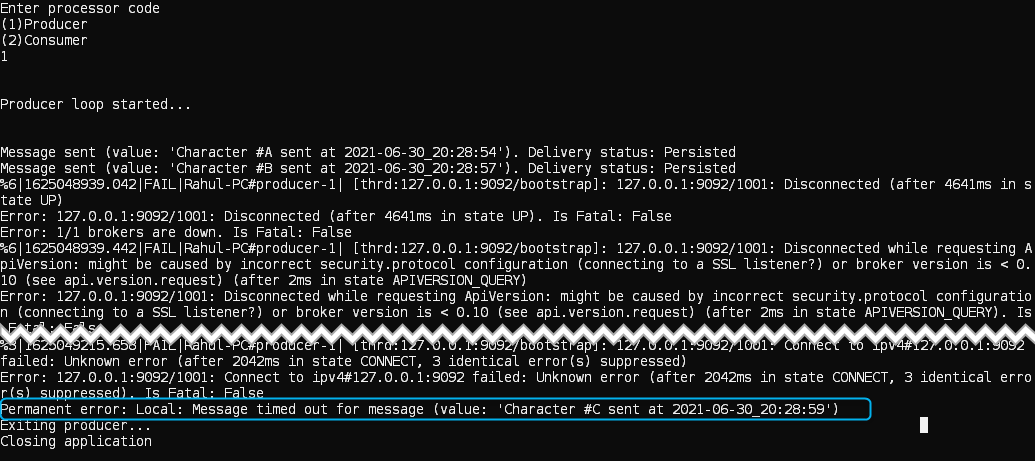 Enter processor code
(1)Producer
(2)Consumer
1
Producer loop started...
Message sent (value: 'Character #A sent at 2021-06-30_20:28:54'). Delivery status: Persisted
Message sent (value: 'Character #B sent at 2021-06-30_20:28:57'). Delivery status: Persisted
%6|1625048939.042|FAIL|Rahul-PC#producer-1| [thrd:127.0.0.1:9092/bootstrap]: 127.0.0.1:9092/1001: Disconnected (after 4641ms in s
tate UP)
Error: 127.0.0.1:9092/1001: Disconnected (after 4641ms in state UP). Is Fatal: False
Error: 1/1 brokers are down. Is Fatal: False
%6|1625048939.442|FAIL|Rahul-PC#producer-1| [thrd:127.0.0.1:9092/bootstrap]: 127.0.0.1:9092/1001: Disconnected while requesting A
piVersion: might be caused by incorrect security.protocol configuration (connecting to a SSL listener?) or broker version is < 0.
10 (see api.version.request) (after 2ms in state APIVERSION_QUERY)
Error: 127.0.0.1:9092/1001: Disconnected while requesting ApiVersion: might be caused by incorrect security.protocol configuratio
n (connecting to a SSL listener?) or broker version is < 0.10 (see api.version.request) (after 2ms in state APIVERSION_QUERY). Is
Fatal: Fals
%3|1625049215.658|FAIL|Rahul-PC#producer-1| [thrd:127.0.0.1:9092/bootstrap]: 127.0.0.1:9092/1001: Connect to ipv4#127.0.0.1:9092
failed: Unknown error (after 2042ms in state CONNECT, 3 identical error(s) suppressed)
Error: 127.0.0.1:9092/1001: Connect to ipv4#127.0.0.1:9092 failed: Unknown error (after 2042ms in state CONNECT, 3 identical erro
r(s) suppressed). Is Fatal: False
Permanent error: Local: Message timed out for message (value: 'Character #C sent at 2021-06-30_20:28:59')
Exiting producer...
Closing application